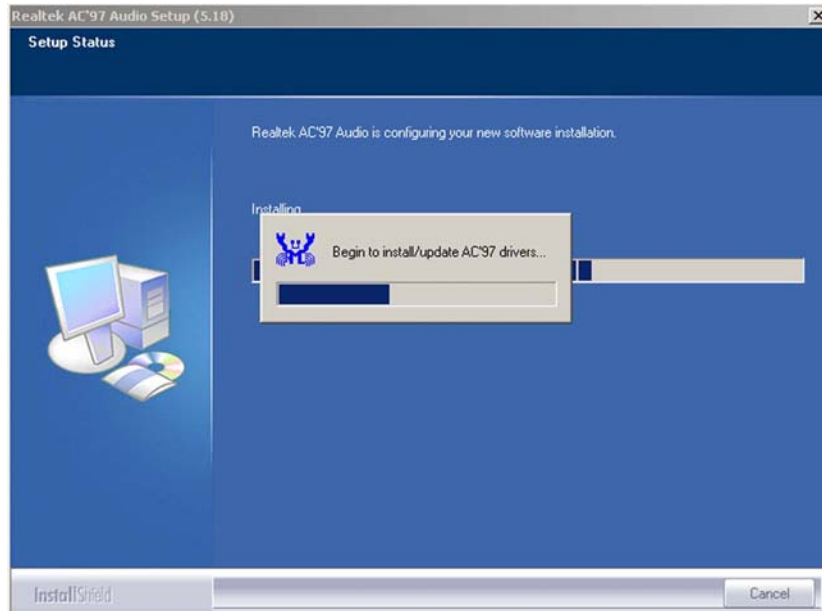 Realtek AC'97 Audio Setup (5.18)
Setup Status
Realtek AC'97 Audio is configuring your new software installation.
Installing
Begin to install/update AC'97 drivers...
InstallShield
Cancel